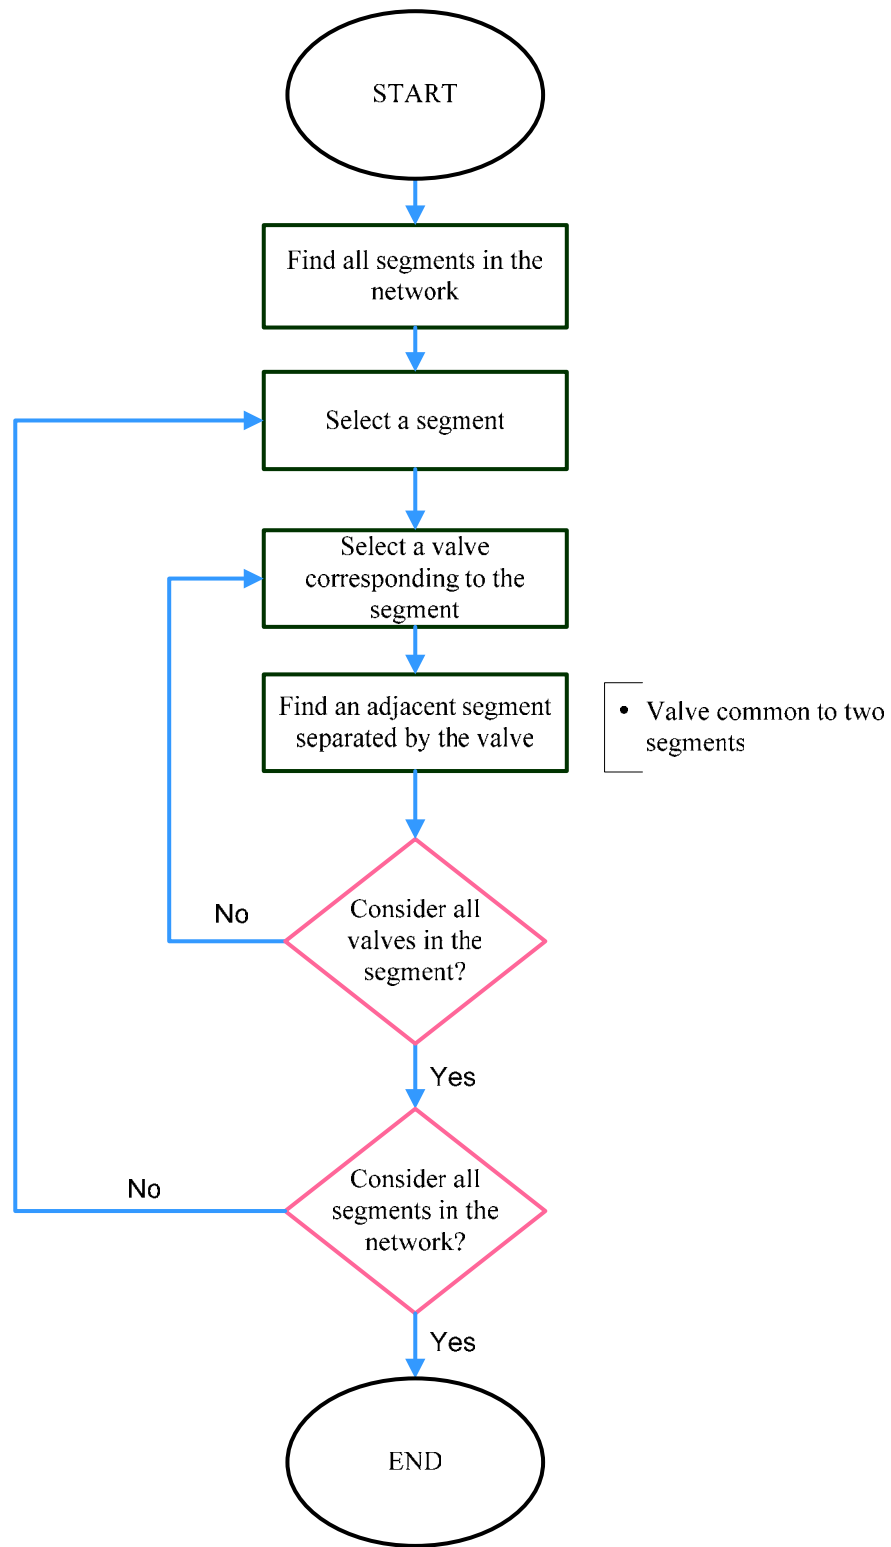 START
Find all segments in the
network
Select a segment
Select a valve
corresponding to the
segment
Find an adjacent segment
separated by the valve
• Valve common to two
segments
Consider all
valves in the
segment?
No
Yes
Consider all
segments in the
network?
No
Yes
END